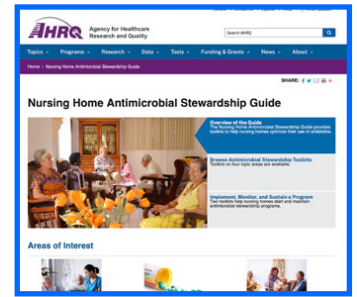 AHRQ
Agency for Healthcare
Research and Quality
Search AHRQ
Topics
Programs
Research
Data
Tools
Funding & Grants
News
About
Home
Nursing Home Antimicrobial Stewardship Guide
SHARE:
Nursing Home Antimicrobial Stewardship Guide
Overview of the Guide
The Nursing Home Antimicrobial Stewardship Guide provides
toolkits to help nursing homes optimize their use of antibiotics.
Browse Antimicrobial Stewardship Toolkits
Toolkits on four topic areas are available.
Implement, Monitor, and Sustain a Program
Two toolkits help nursing homes start and maintain
antimicrobial stewardship programs.
Areas of Interest